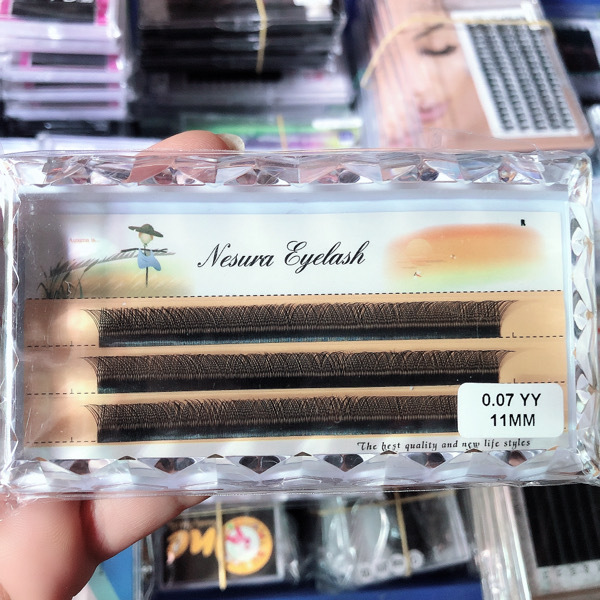 Nesura Eyelash
0.07 YY
11MM
The best quality and new life styles